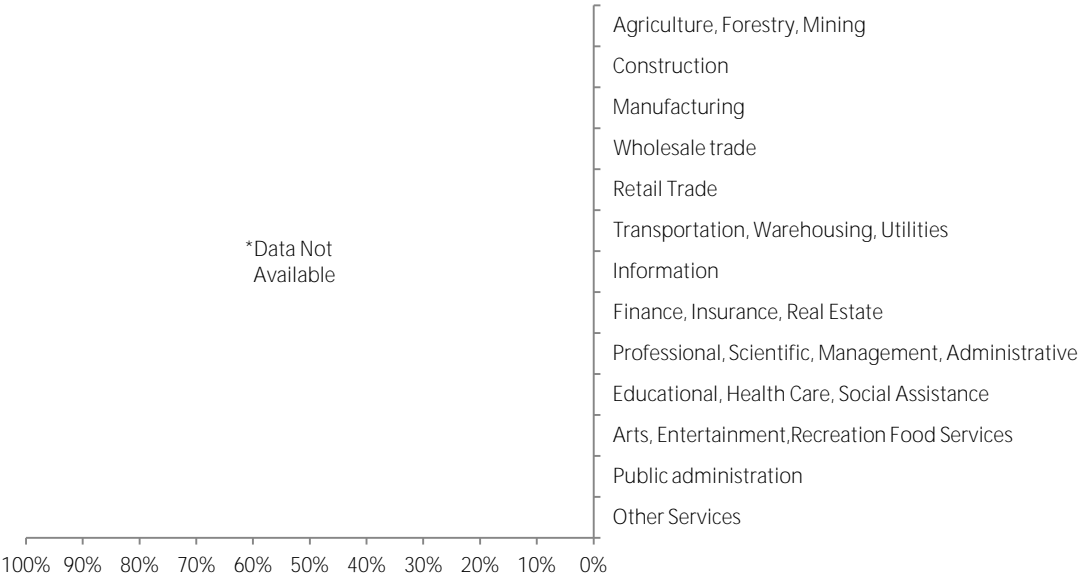 Agriculture, Forestry, Mining
Construction
Manufacturing
Wholesale trade
Retail Trade
Transportation, Warehousing, Utilities
*Data Not
Available
Information
Finance, Insurance, Real Estate
Professional, Scientific, Management, Administrative
Educational, Health Care, Social Assistance
Arts, Entertainment,Recreation Food Services
Public administration
Other Services
100% 90% 80% 70% 60% 50% 40% 30% 20% 10% 0%